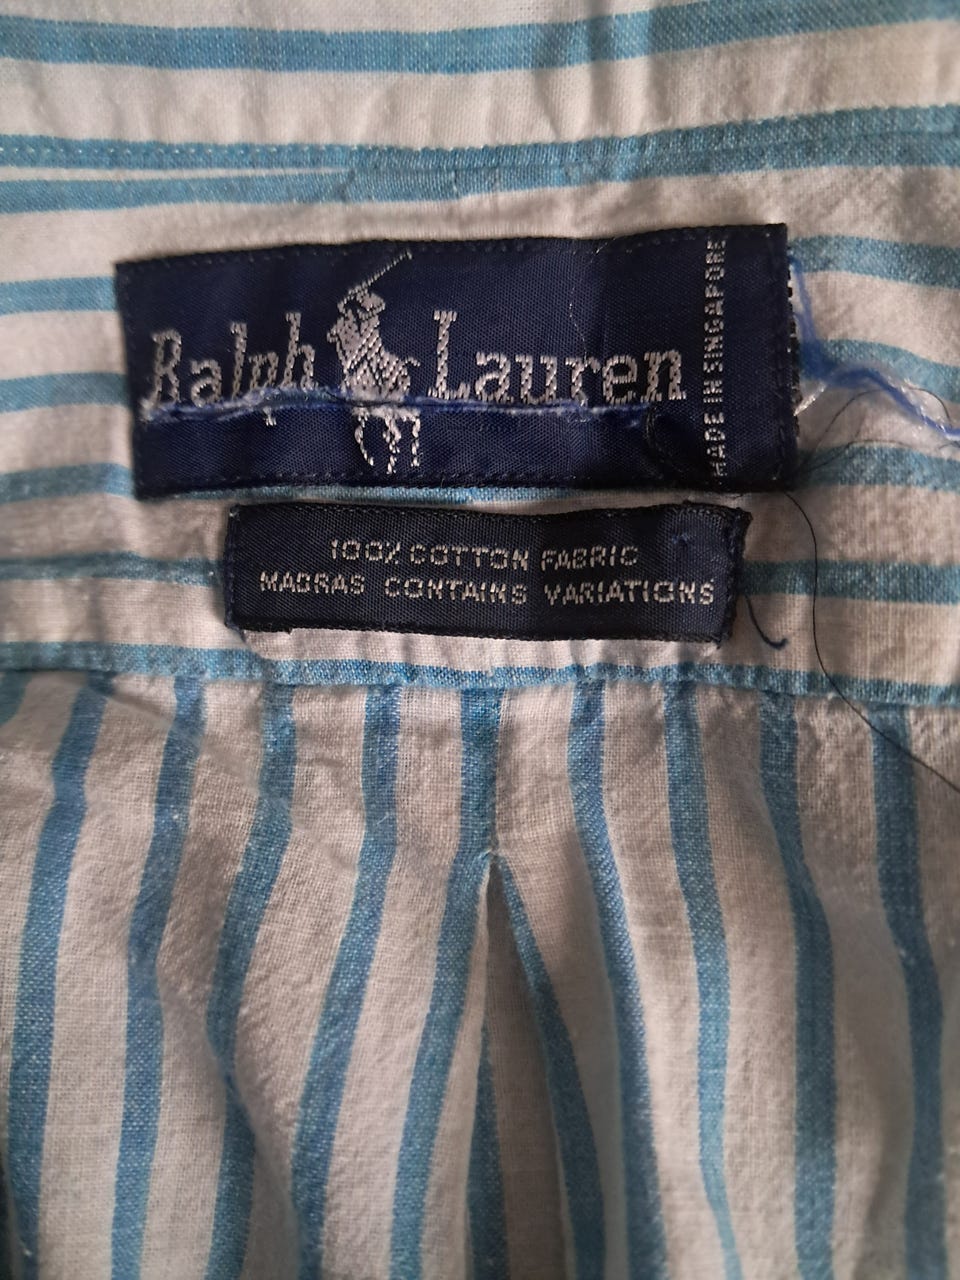 Ralph Lauren
MADE IN SINGAPORE
100% COTTON FABRIC
MADRAS CONTAINS VARIATIONS